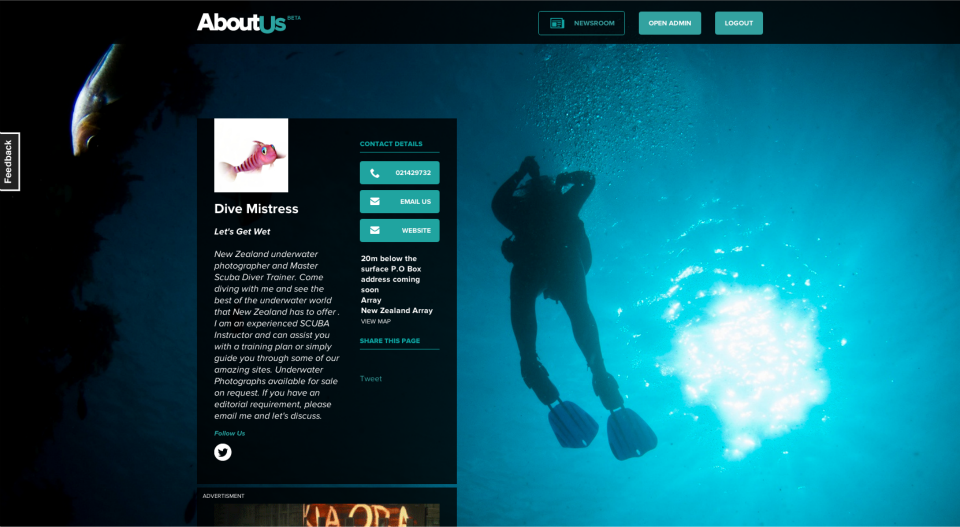 AboutUs BETA
NEWSROOM
OPEN ADMIN
LOGOUT
Feedback
Dive Mistress
Let's Get Wet
New Zealand underwater
photographer and Master
Scuba Diver Trainer. Come
diving with me and see the
best of the underwater world
that New Zealand has to offer .
I am an experienced SCUBA
Instructor and can assist you
with a training plan or simply
guide you through some of our
amazing sites. Underwater
Photographs available for sale
on request. If you have an
editorial requirement, please
email me and let's discuss.
Follow Us
CONTACT DETAILS
021429732
EMAIL US
WEBSITE
20m below the
surface P.O Box
address coming
soon
Array
New Zealand Array
VIEW MAP
SHARE THIS PAGE
Tweet
ADVERTISMENT